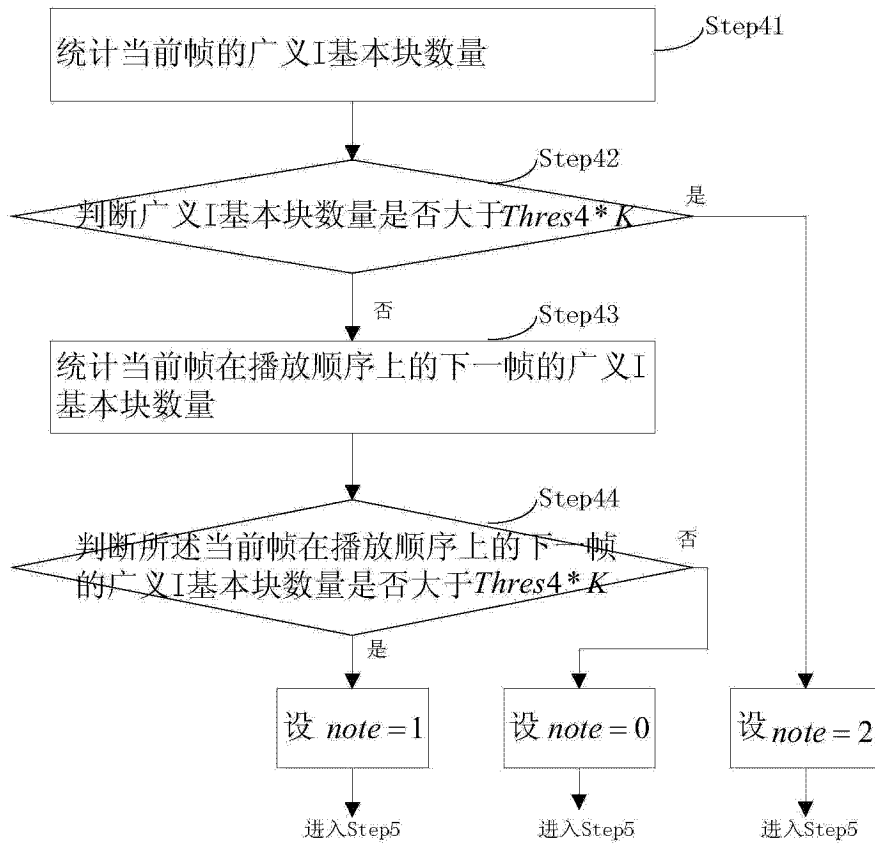 统计当前帧的广义I基本块数量
Step41
Step42
判断广义I基本块数量是否大于Thres4* K
是
否
Step43
统计当前帧在播放顺序上的下一帧的广义I
基本块数量
Step44
判断所述当前帧在播放顺序上的下一帧
的广义I基本块数量是否大于Thres4* K
否
是
设 note =1
设 note =0
设 note =2
进入Step5
进入Step5
进入Step5